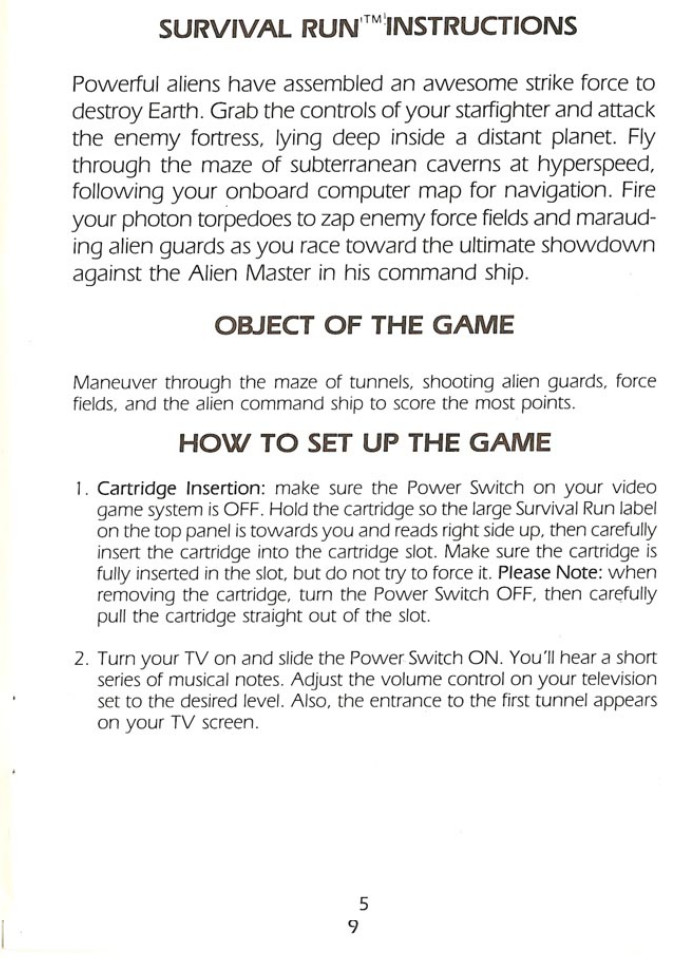 SURVIVAL RUN™ INSTRUCTIONS
Powerful aliens have assembled an awesome strike force to
destroy Earth. Grab the controls of your starfighter and attack
the enemy fortress, lying deep inside a distant planet. Fly
through the maze of subterranean caverns at hyperspeed,
following your onboard computer map for navigation. Fire
your photon torpedoes to zap enemy force fields and maraud-
ing alien guards as you race toward the ultimate showdown
against the Alien Master in his command ship.
OBJECT OF THE GAME
Maneuver through the maze of tunnels, shooting alien guards, force
fields, and the alien command ship to score the most points.
HOW TO SET UP THE GAME
1. Cartridge Insertion: make sure the Power Switch on your video
game system is OFF. Hold the cartridge so the large Survival Run label
on the top panel is towards you and reads right side up, then carefully
insert the cartridge into the cartridge slot. Make sure the cartridge is
fully inserted in the slot, but do not try to force it. Please Note: when
removing the cartridge, turn the Power Switch OFF, then carefully
pull the cartridge straight out of the slot.
2. Turn your TV on and slide the Power Switch ON. You'll hear a short
series of musical notes. Adjust the volume control on your television
set to the desired level. Also, the entrance to the first tunnel appears
on your TV screen.
5
9